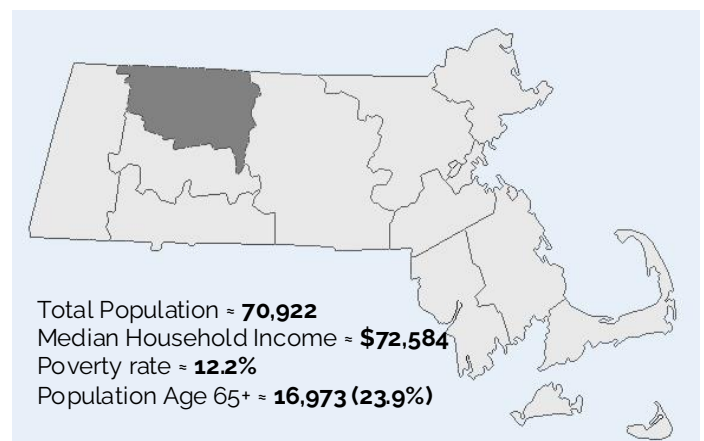 Total Population ≈ 70,922
Median Household Income ≈ $72,584
Poverty rate ≈ 12.2%
Population Age 65+ ≈ 16,973 (23.9%)